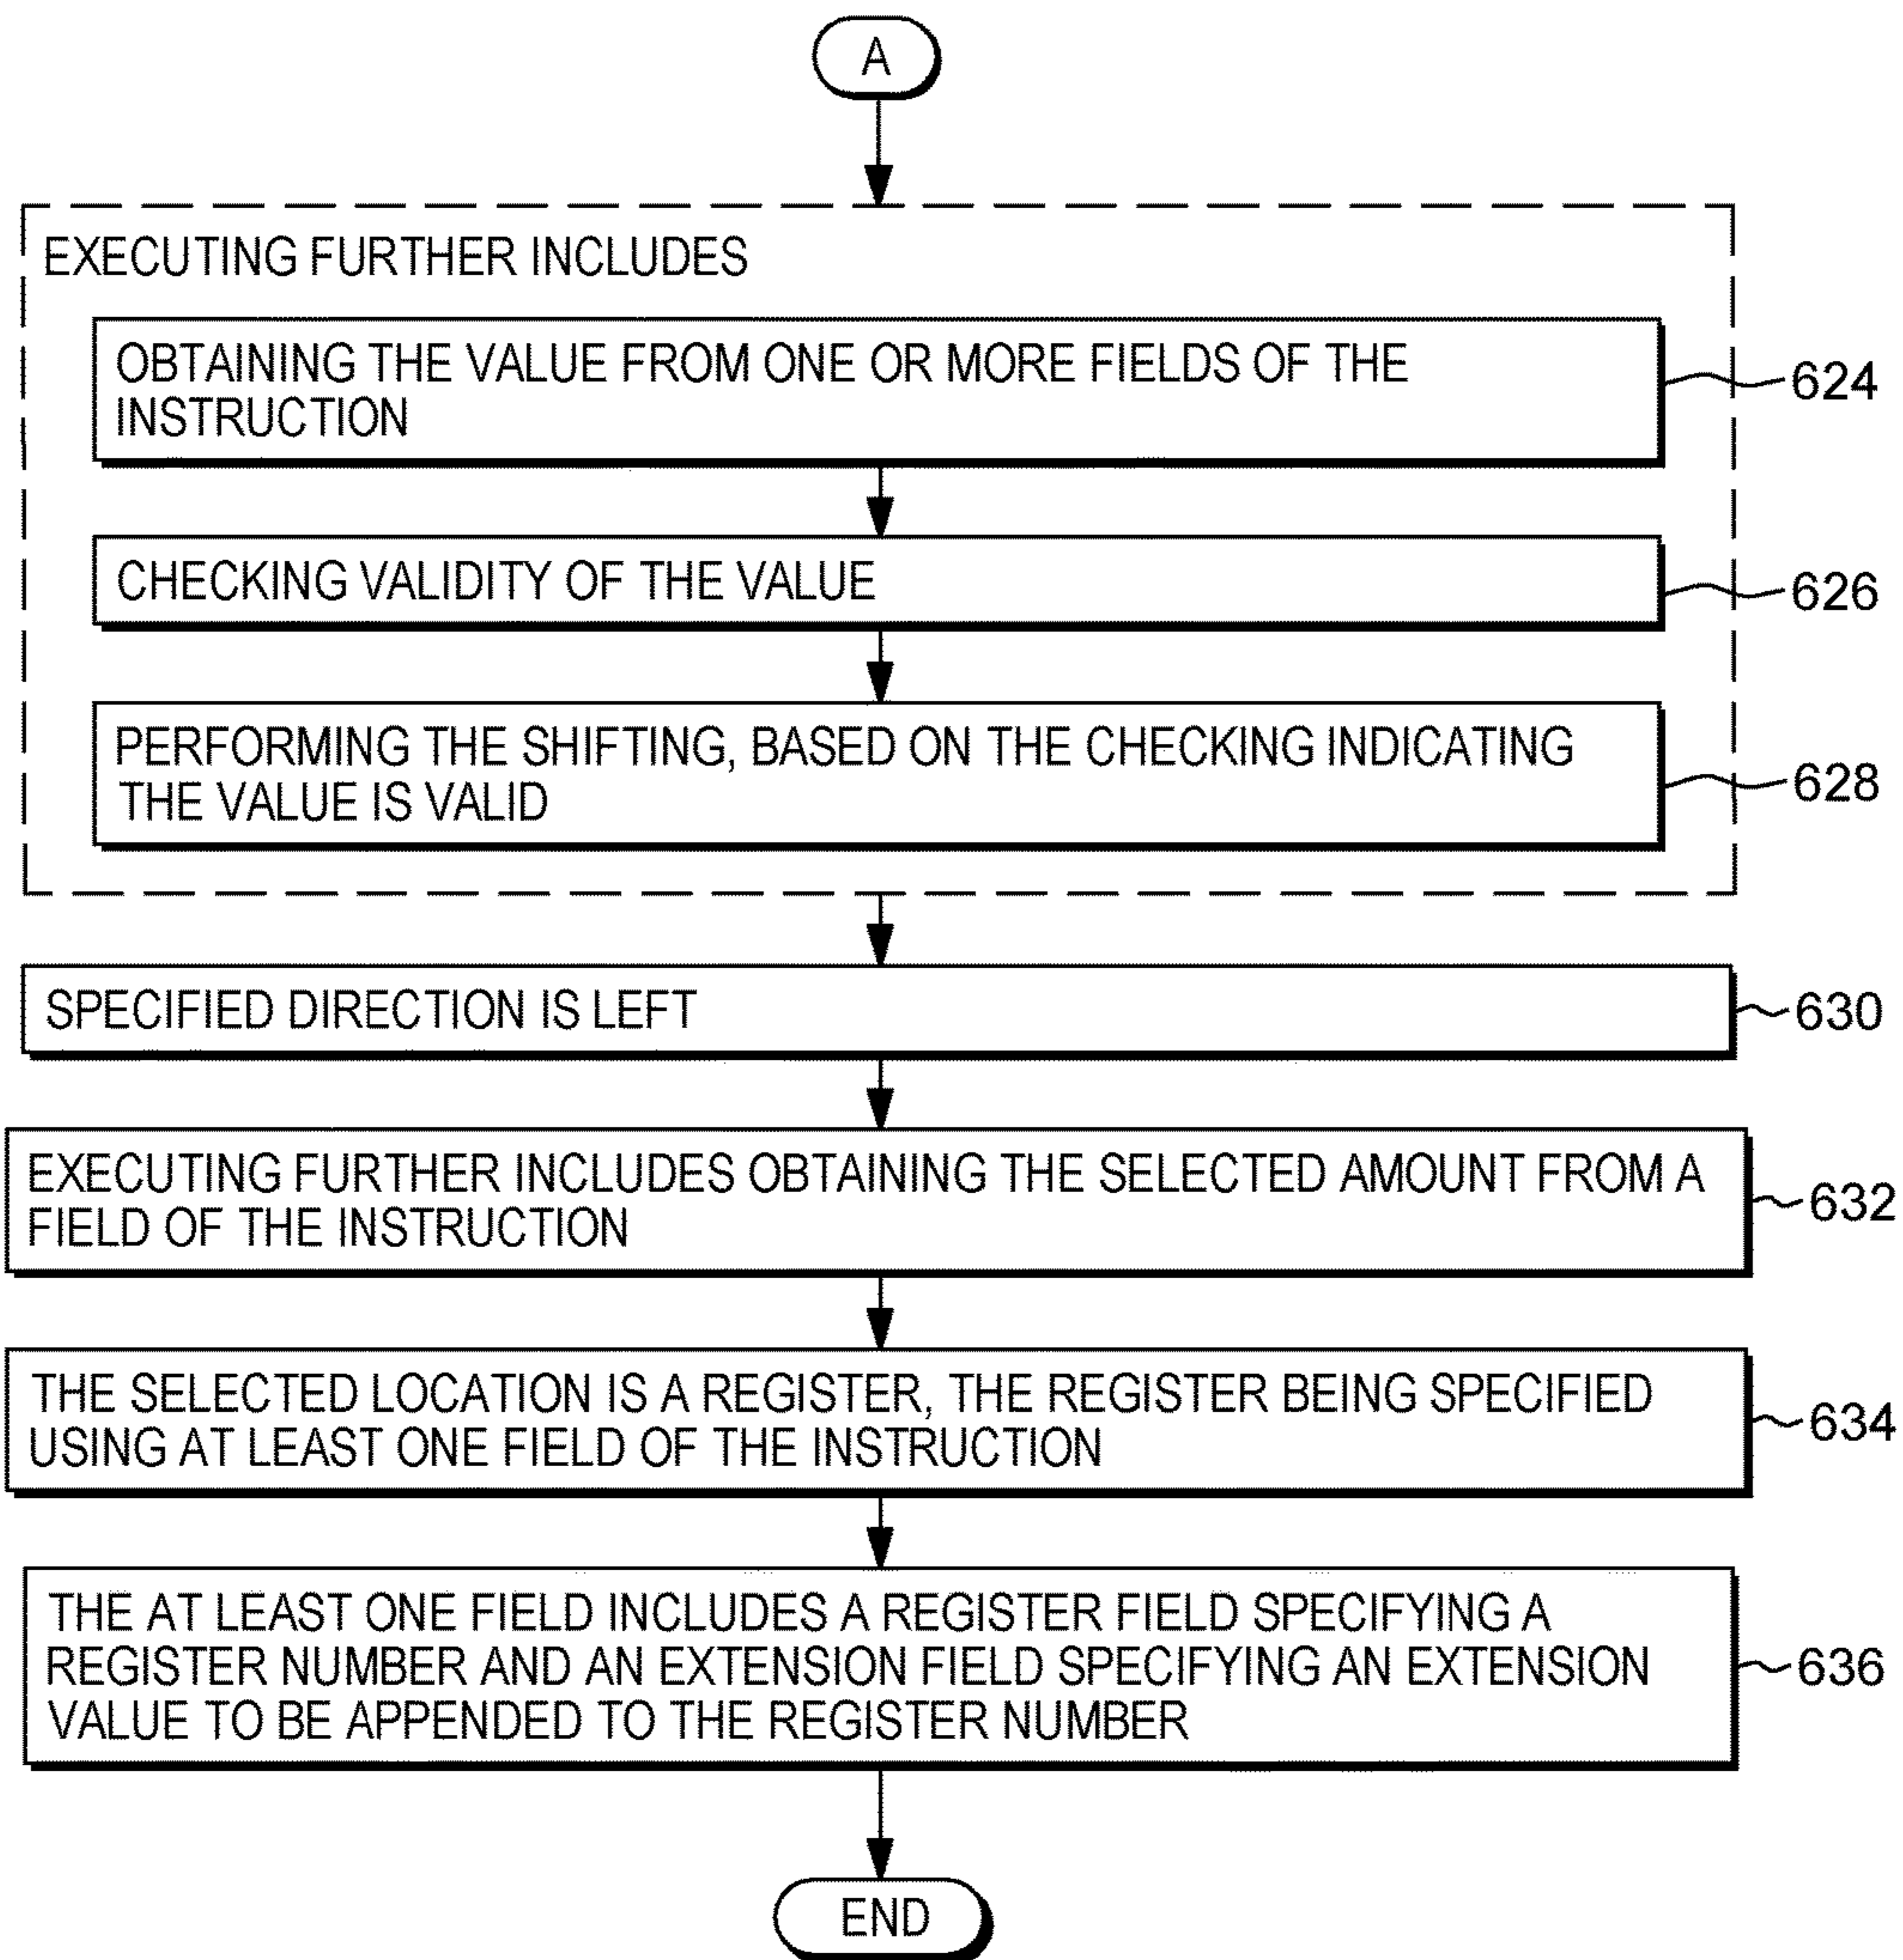 A
EXECUTING FURTHER INCLUDES
OBTAINING THE VALUE FROM ONE OR MORE FIELDS OF THE
INSTRUCTION
624
CHECKING VALIDITY OF THE VALUE
626
PERFORMING THE SHIFTING, BASED ON THE CHECKING INDICATING
THE VALUE IS VALID
628
SPECIFIED DIRECTION IS LEFT
630
EXECUTING FURTHER INCLUDES OBTAINING THE SELECTED AMOUNT FROM A
FIELD OF THE INSTRUCTION
632
THE SELECTED LOCATION IS A REGISTER, THE REGISTER BEING SPECIFIED
USING AT LEAST ONE FIELD OF THE INSTRUCTION
634
THE AT LEAST ONE FIELD INCLUDES A REGISTER FIELD SPECIFYING A
REGISTER NUMBER AND AN EXTENSION FIELD SPECIFYING AN EXTENSION
VALUE TO BE APPENDED TO THE REGISTER NUMBER
636
END